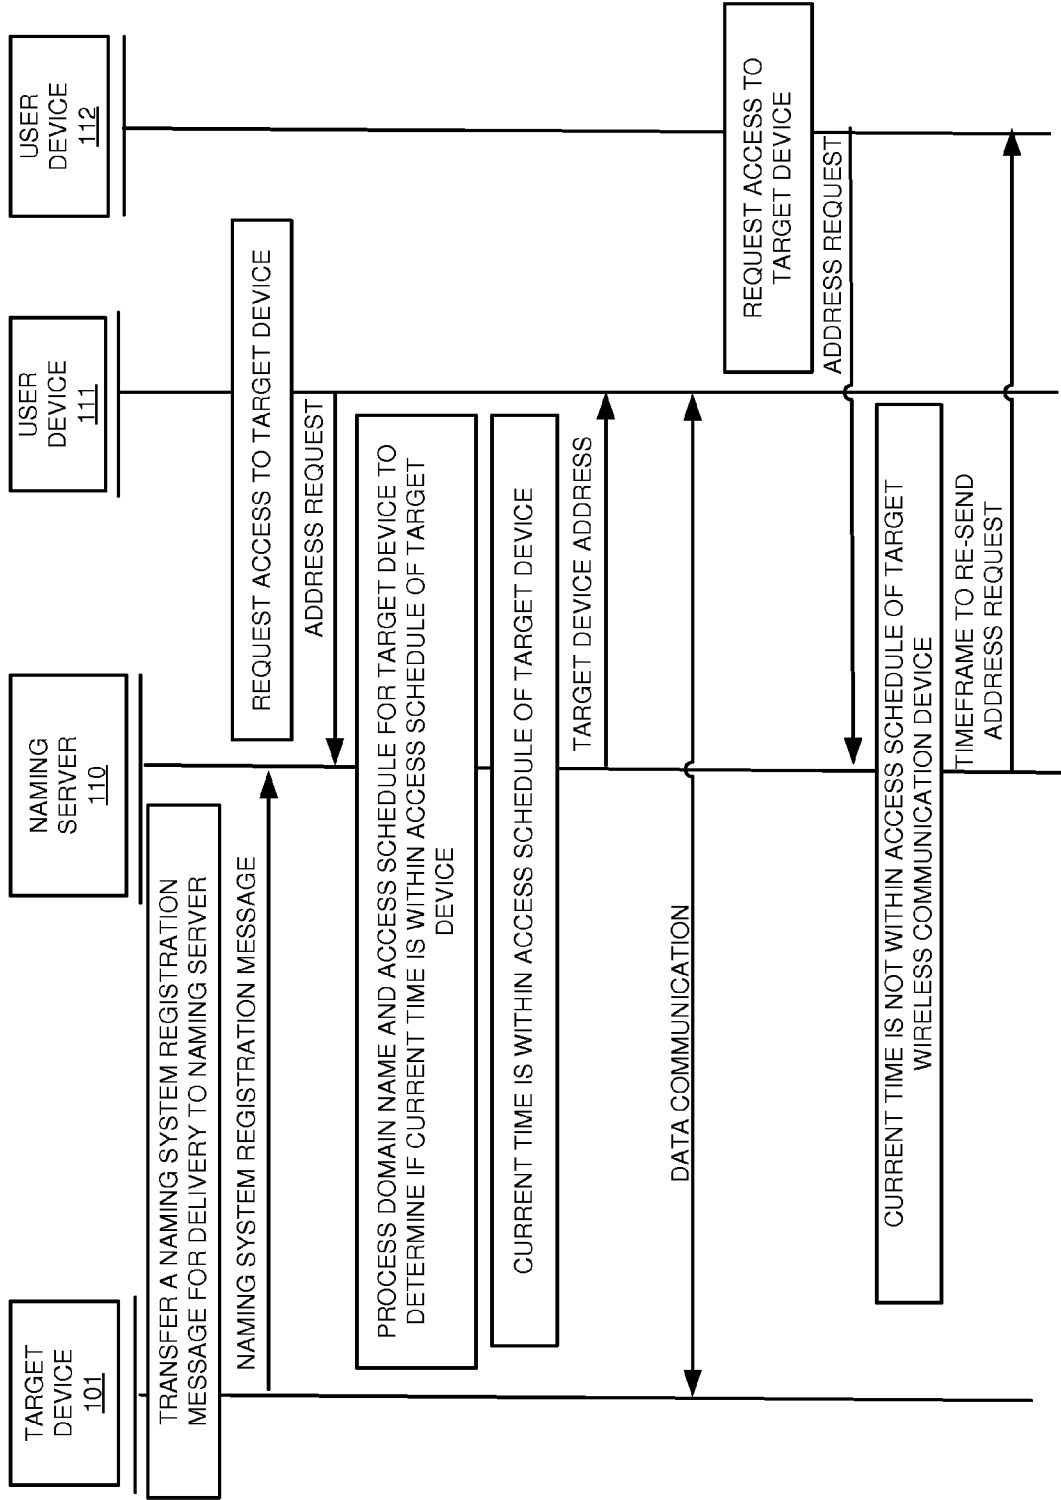 TARGET
DEVICE
101
NAMING
SERVER
110
USER
DEVICE
111
USER
DEVICE
112
TRANSFER A NAMING SYSTEM REGISTRATION
MESSAGE FOR DELIVERY TO NAMING SERVER
NAMING SYSTEM REGISTRATION MESSAGE
REQUEST ACCESS TO TARGET DEVICE
ADDRESS REQUEST
PROCESS DOMAIN NAME AND ACCESS SCHEDULE FOR TARGET DEVICE TO
DETERMINE IF CURRENT TIME IS WITHIN ACCESS SCHEDULE OF TARGET
DEVICE
CURRENT TIME IS WITHIN ACCESS SCHEDULE OF TARGET DEVICE
TARGET DEVICE ADDRESS
DATA COMMUNICATION
REQUEST ACCESS TO
TARGET DEVICE
ADDRESS REQUEST
CURRENT TIME IS NOT WITHIN ACCESS SCHEDULE OF TARGET
WIRELESS COMMUNICATION DEVICE
TIMEFRAME TO RE-SEND
ADDRESS REQUEST